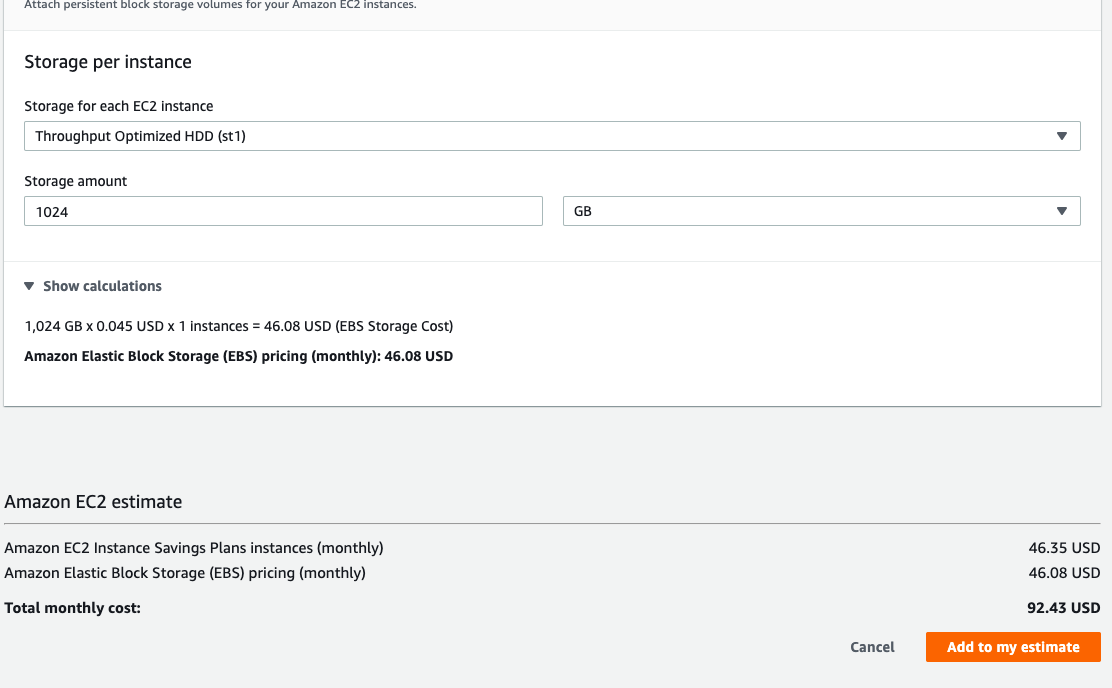 Attach persistent block storage volumes for your Amazon EC2 instances.
Storage per instance
Storage for each EC2 instance
Throughput Optimized HDD (st1)
Storage amount
1024
GB
Show calculations
1,024 GB x 0.045 USD x 1 instances = 46.08 USD (EBS Storage Cost)
Amazon Elastic Block Storage (EBS) pricing (monthly): 46.08 USD
Amazon EC2 estimate
Amazon EC2 Instance Savings Plans instances (monthly) 46.35 USD
Amazon Elastic Block Storage (EBS) pricing (monthly) 46.08 USD
Total monthly cost: 92.43 USD
Cancel Add to my estimate